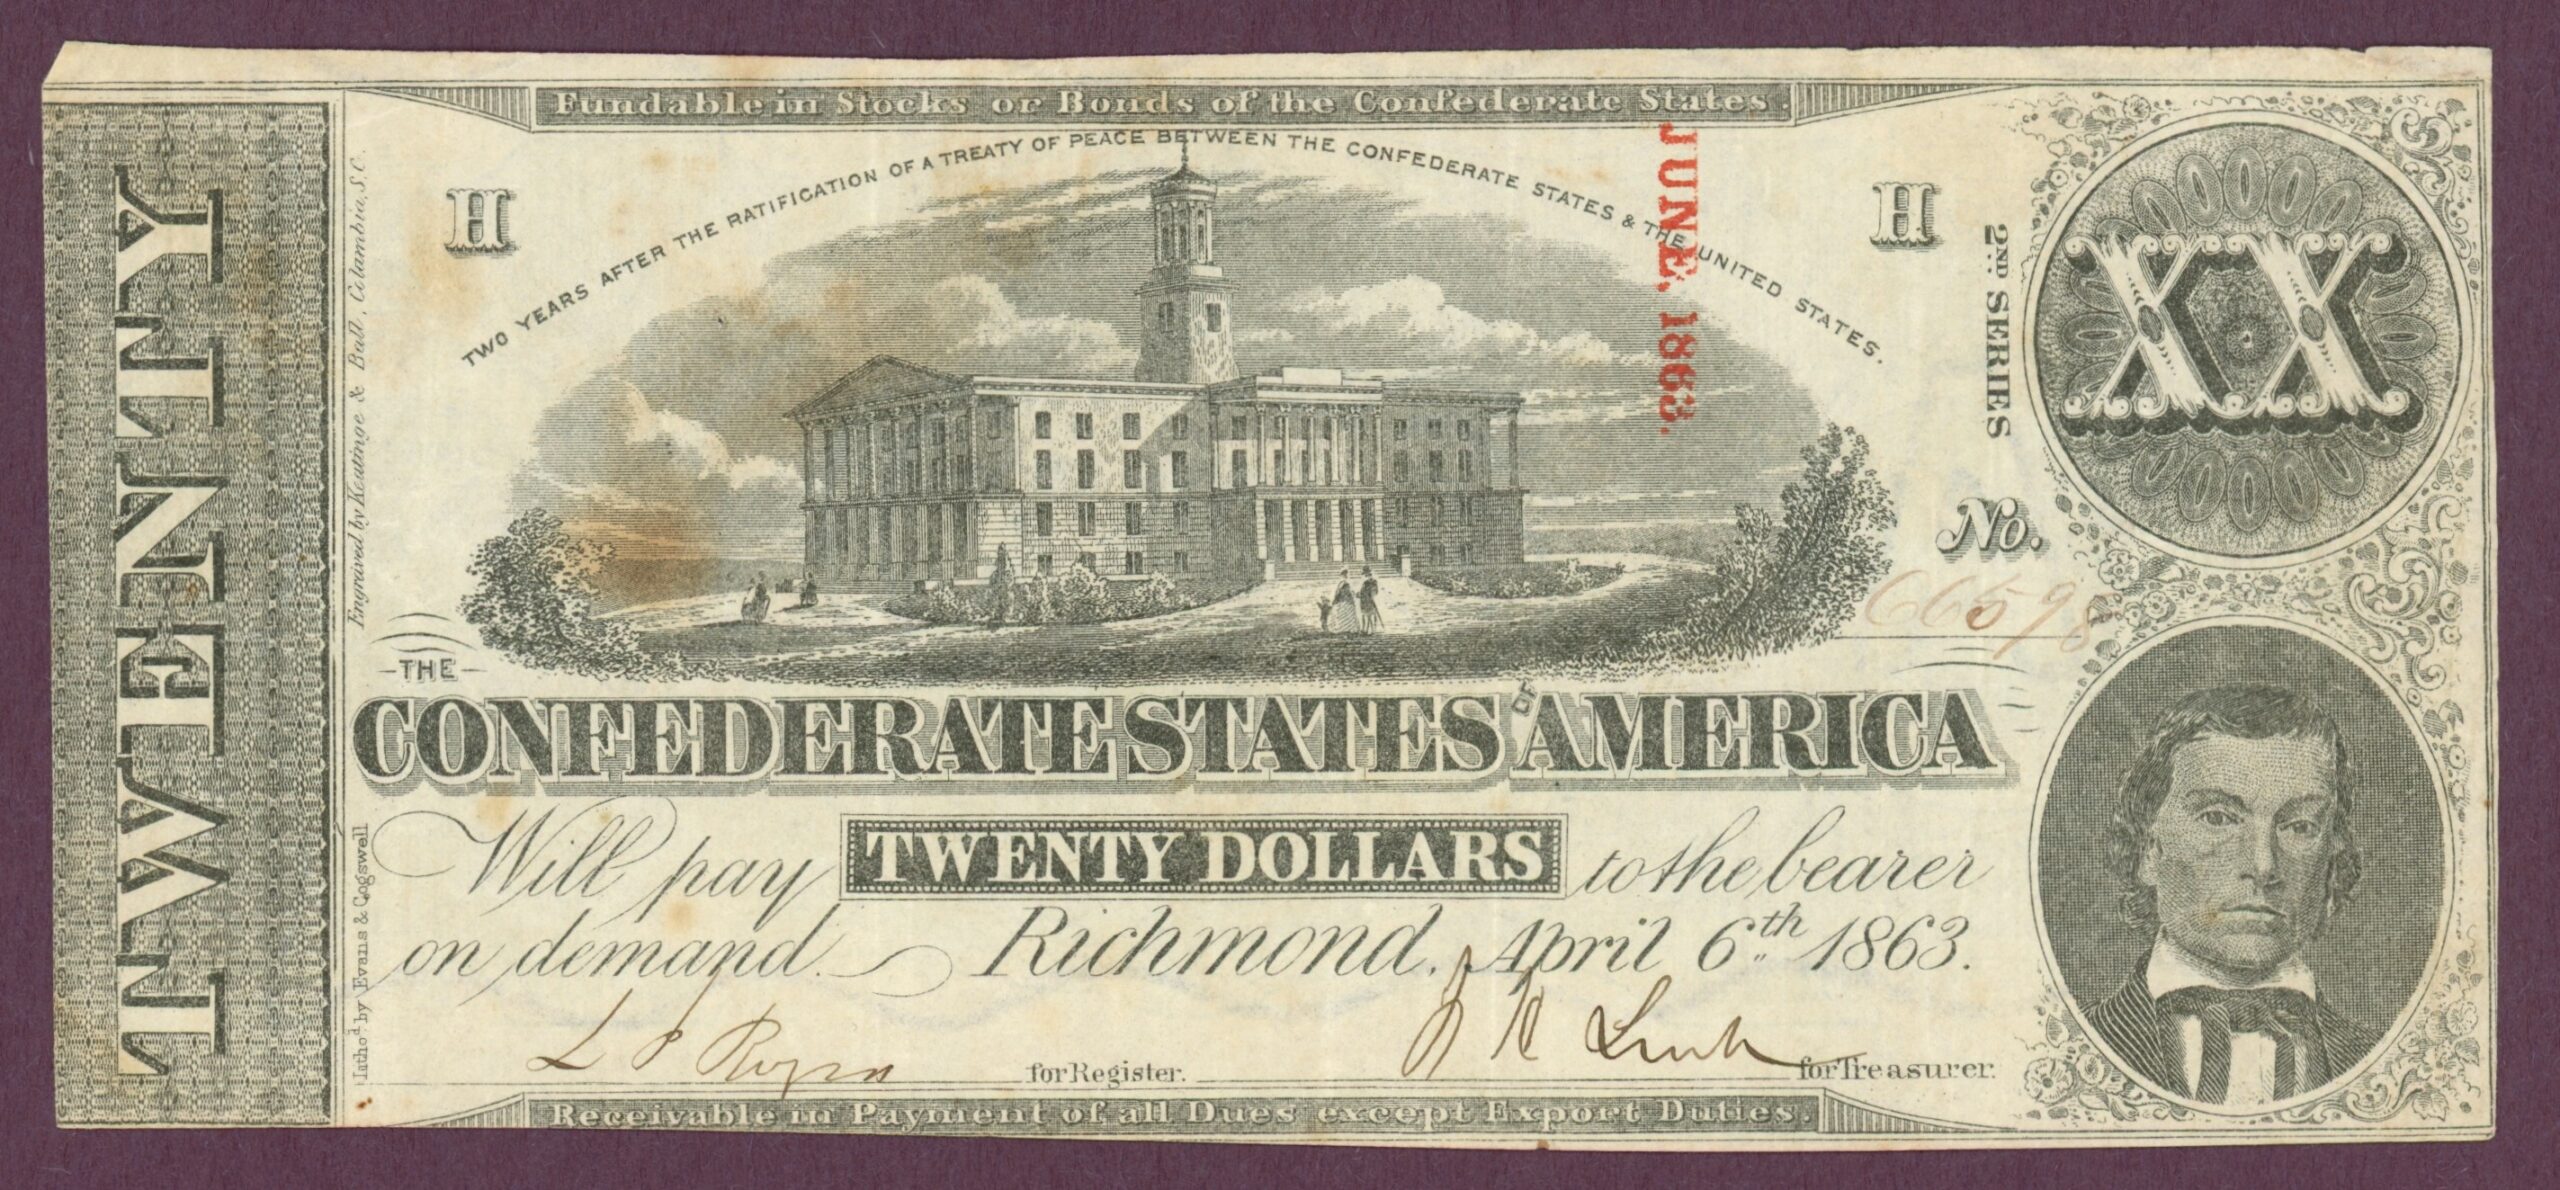 Fundable in Stocks or Bonds of the Confederate States.
TWO YEARS AFTER THE RATIFICATION OF A TREATY OF PEACE BETWEEN THE CONFEDERATE STATES & THE UNITED STATES.
TWENTY
Engraved by Keatinge & Ball, Columbia, S.C.
H
JUNE, 1863.
H
2ND SERIES
XX
No.
66598
THE
CONFEDERATE STATES OF AMERICA
Will pay TWENTY DOLLARS to the bearer
on demand. Richmond. April 6th 1863.
Lithod by Evans & Cogswell
for Register.
for Treasurer.
Receivable in Payment of all Dues except Export Duties.